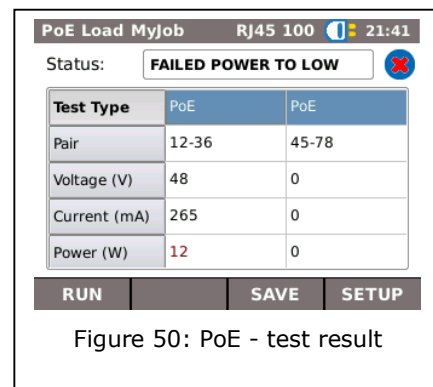 PoE Load MyJob RJ45 100 21:41
Status: FAILED POWER TO LOW
Test Type PoE PoE
Pair 12-36 45-78
Voltage (V) 48 0
Current (mA) 265 0
Power (W) 12 0
RUN SAVE SETUP
Figure 50: PoE - test result